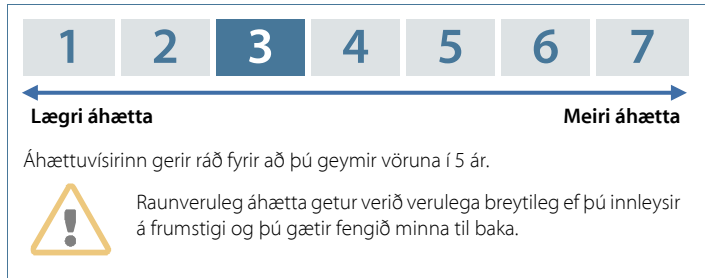 1 2 3 4 5 6 7
Lægri áhætta Meiri áhætta
Áhættuvísirinn gerir ráð fyrir að þú geymir vöruna í 5 ár.
Raunveruleg áhætta getur verið verulega breytileg ef þú innleysir
á frumstigi og þú gætir fengið minna til baka.